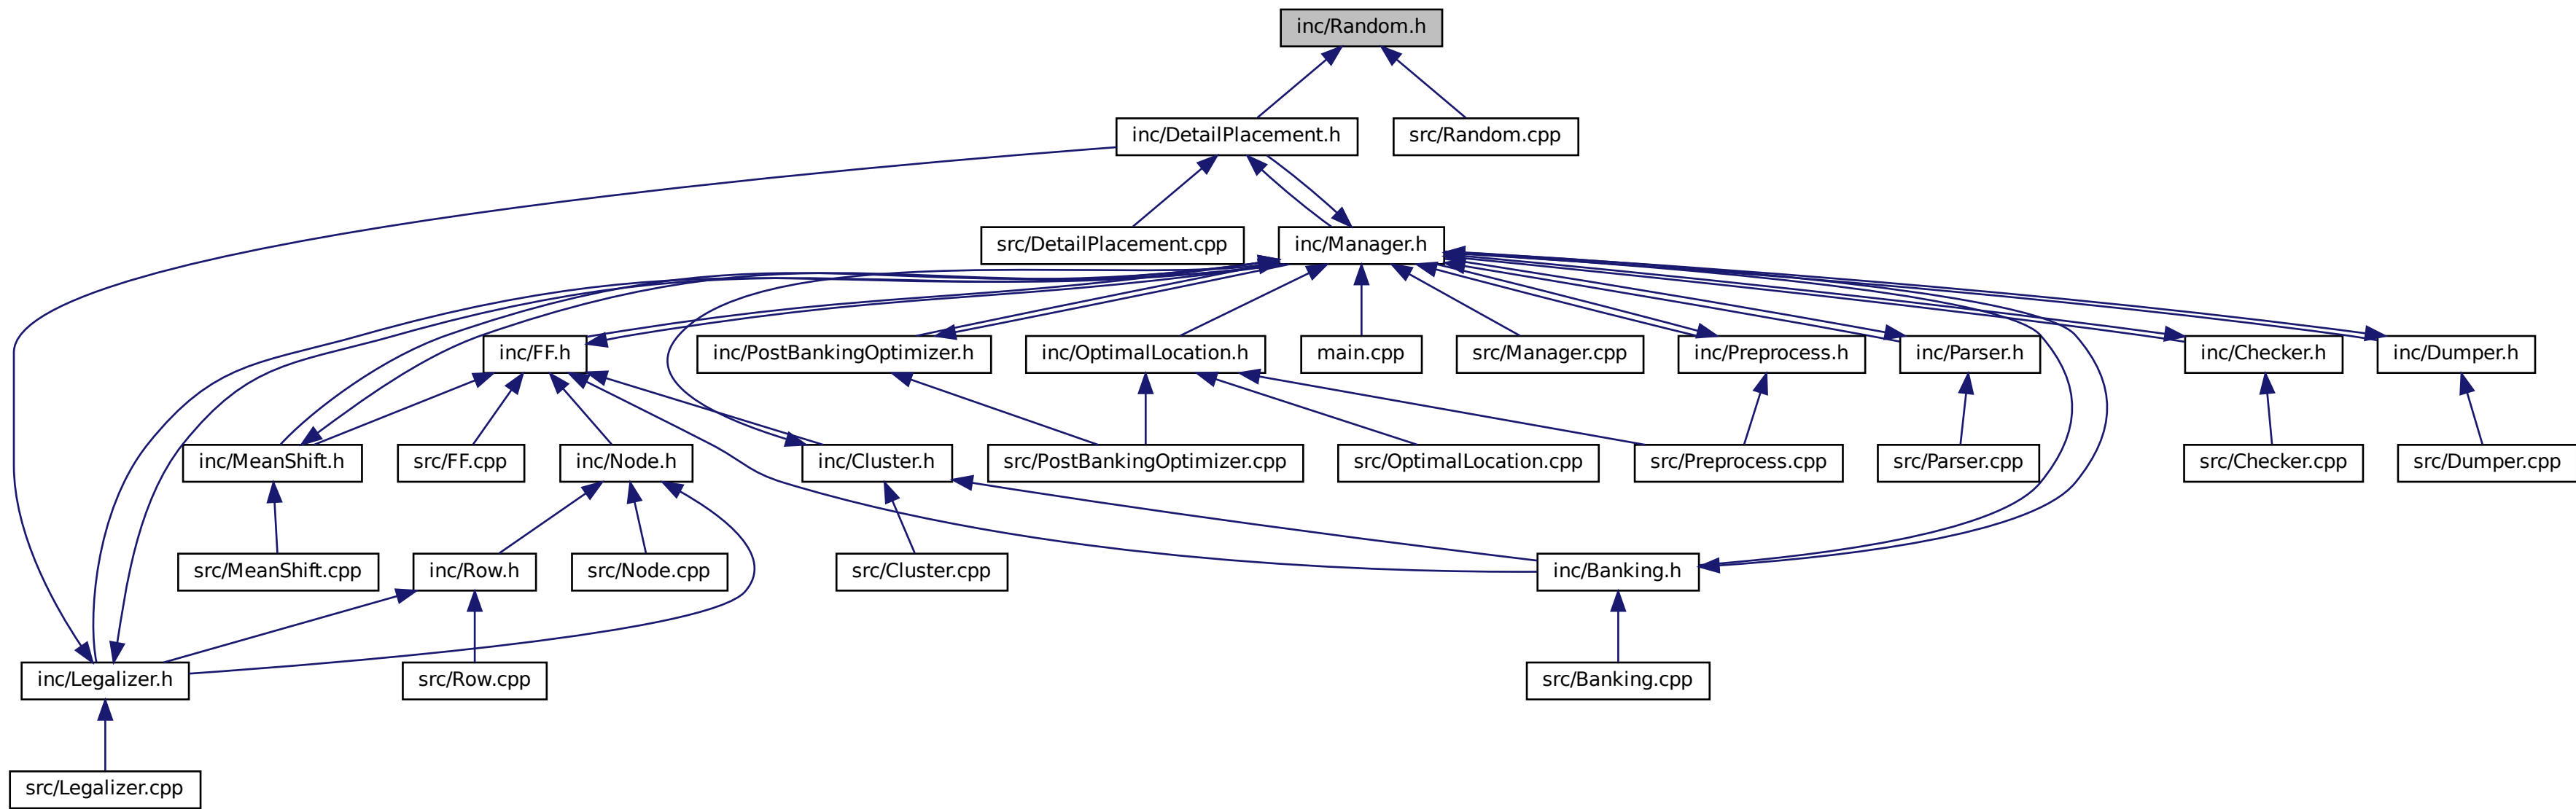 inc/Random.h
inc/DetailPlacement.h
src/Random.cpp
src/DetailPlacement.cpp
inc/Manager.h
inc/FF.h
inc/PostBankingOptimizer.h
inc/OptimalLocation.h
main.cpp
src/Manager.cpp
inc/Preprocess.h
inc/Parser.h
inc/Checker.h
inc/Dumper.h
inc/MeanShift.h
src/FF.cpp
inc/Node.h
inc/Cluster.h
src/PostBankingOptimizer.cpp
src/OptimalLocation.cpp
src/Preprocess.cpp
src/Parser.cpp
src/Checker.cpp
src/Dumper.cpp
src/MeanShift.cpp
inc/Row.h
src/Node.cpp
src/Cluster.cpp
inc/Banking.h
inc/Legalizer.h
src/Row.cpp
src/Banking.cpp
src/Legalizer.cpp